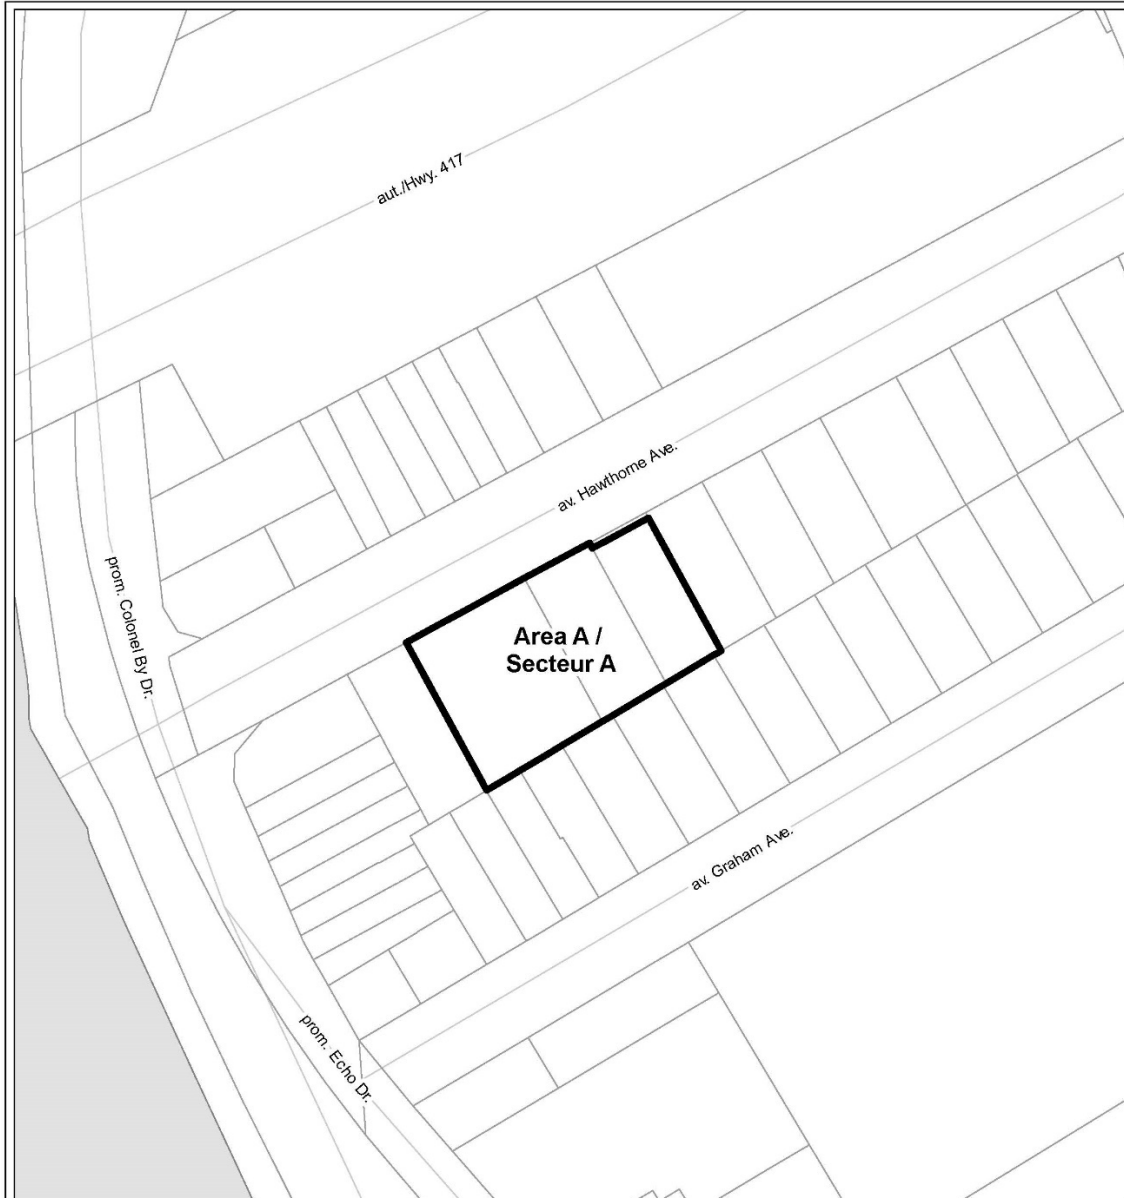 aut./Hwy. 417
av. Hawthorne Ave.
prom. Colonel By Dr.
Area A /
Secteur A
av. Graham Ave.
prom. Echo Dr.